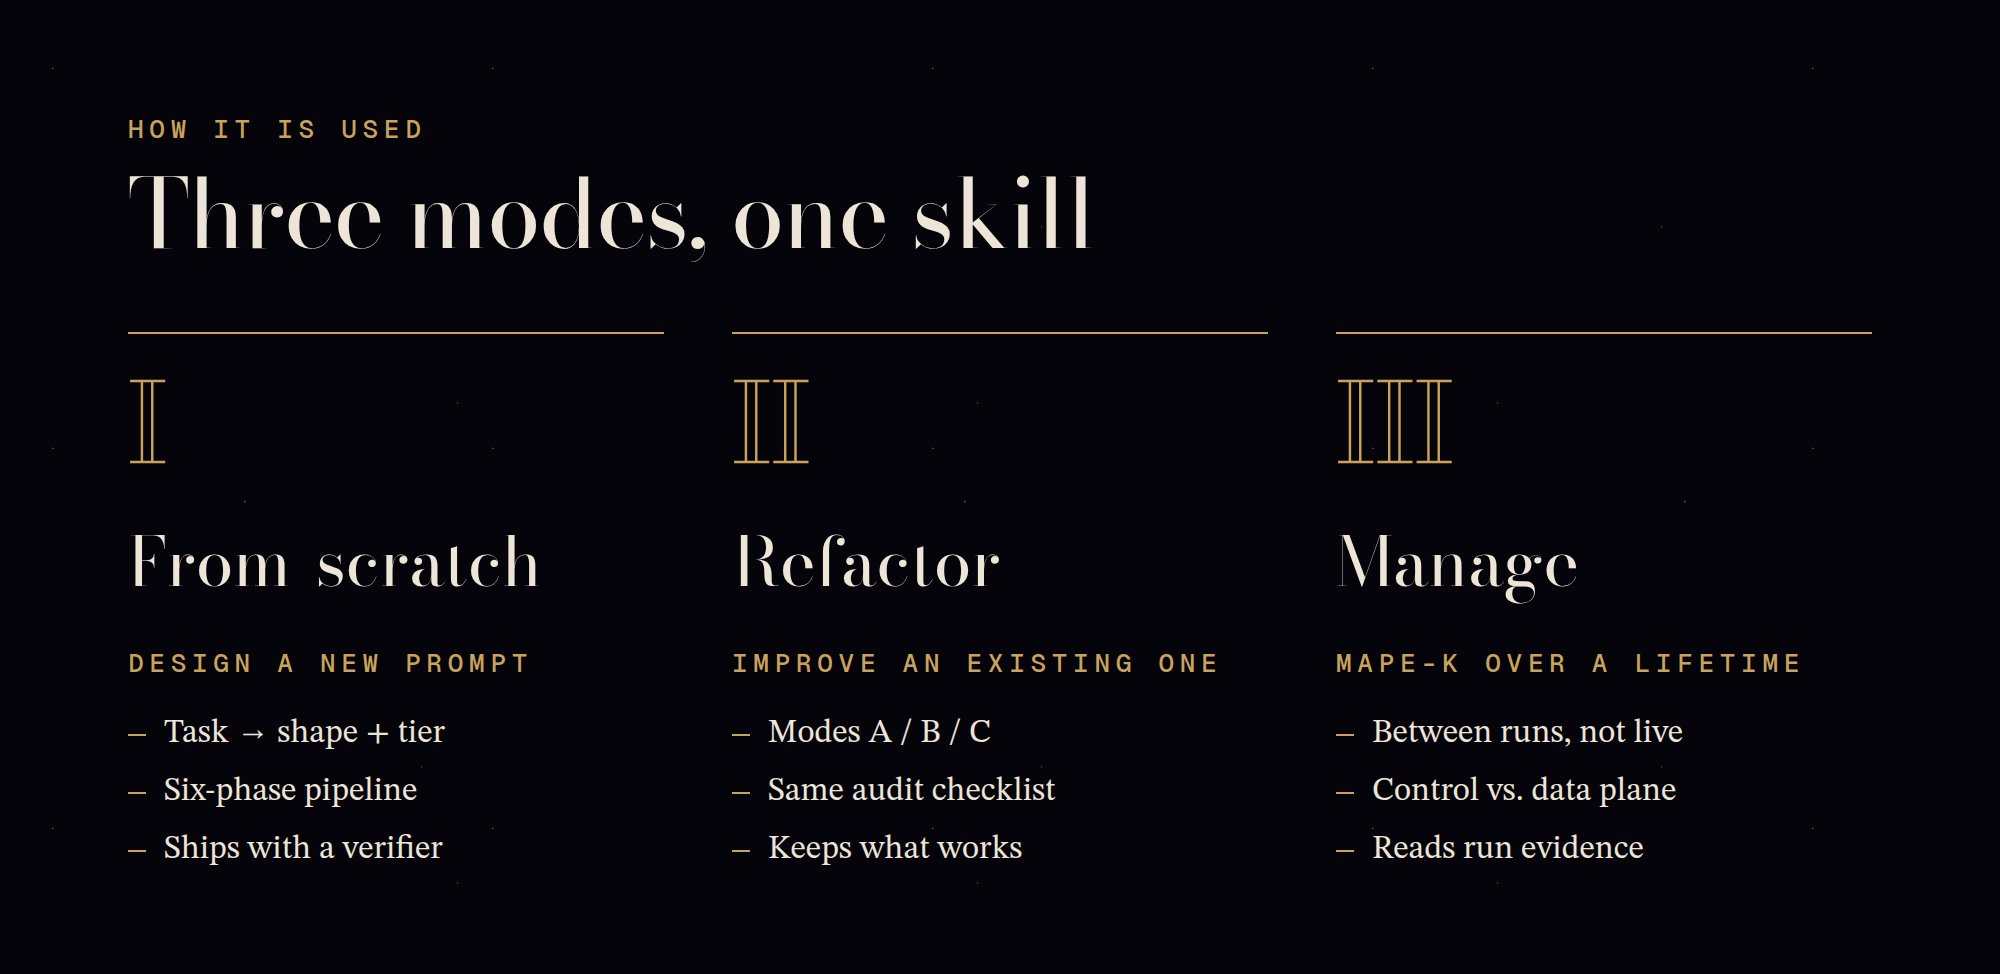 HOW IT IS USED
Three modes, one skill
I
From scratch
DESIGN A NEW PROMPT
— Task → shape + tier
— Six-phase pipeline
— Ships with a verifier
II
Refactor
IMPROVE AN EXISTING ONE
— Modes A / B / C
— Same audit checklist
— Keeps what works
III
Manage
MAPE-K OVER A LIFETIME
— Between runs, not live
— Control vs. data plane
— Reads run evidence